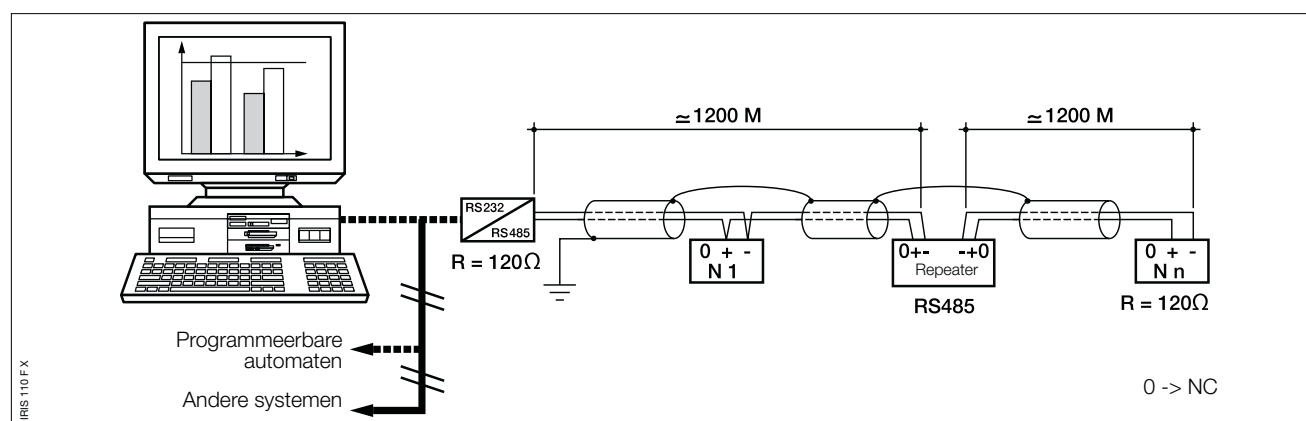 ≃1200 M
≃1200 M
RS232
RS485
R = 120Ω
0 + -
N 1
0+-
-+0
Repeater
RS485
0 + -
N n
R = 120Ω
Programmeerbare
automaten
Andere systemen
0 -> NC
IRIS 110 F X